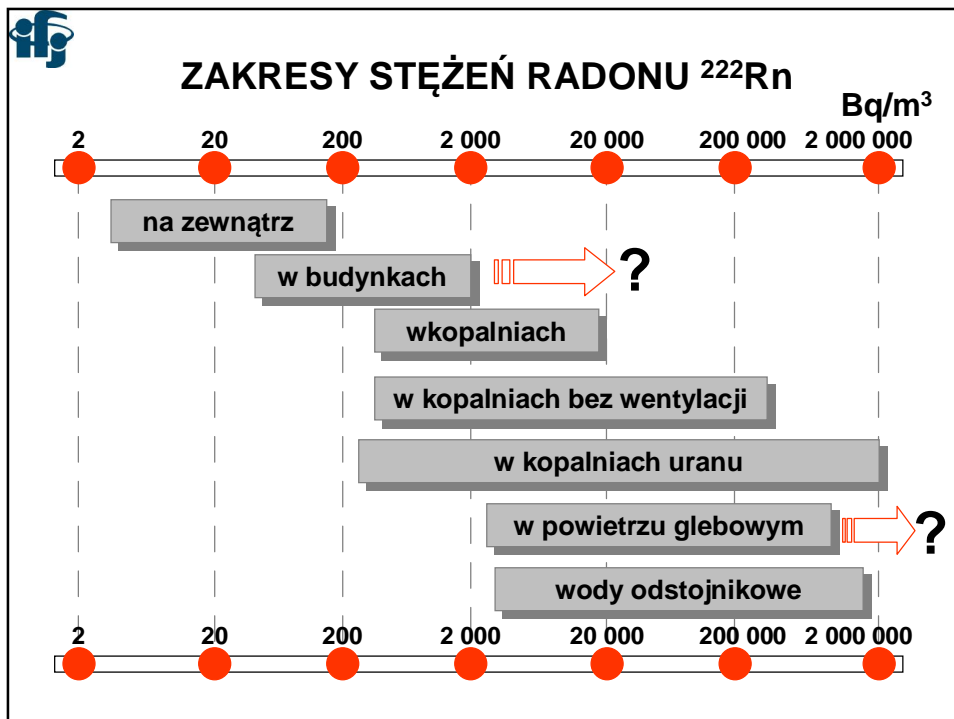 ifj
ZAKRESY STĘŻEŃ RADONU ²²²Rn
Bq/m³
2 20 200 2 000 20 000 200 000 2 000 000
na zewnątrz
w budynkach ?
wkopalniach
w kopalniach bez wentylacji
w kopalniach uranu
w powietrzu glebowym ?
wody odstojnikowe
2 20 200 2 000 20 000 200 000 2 000 000